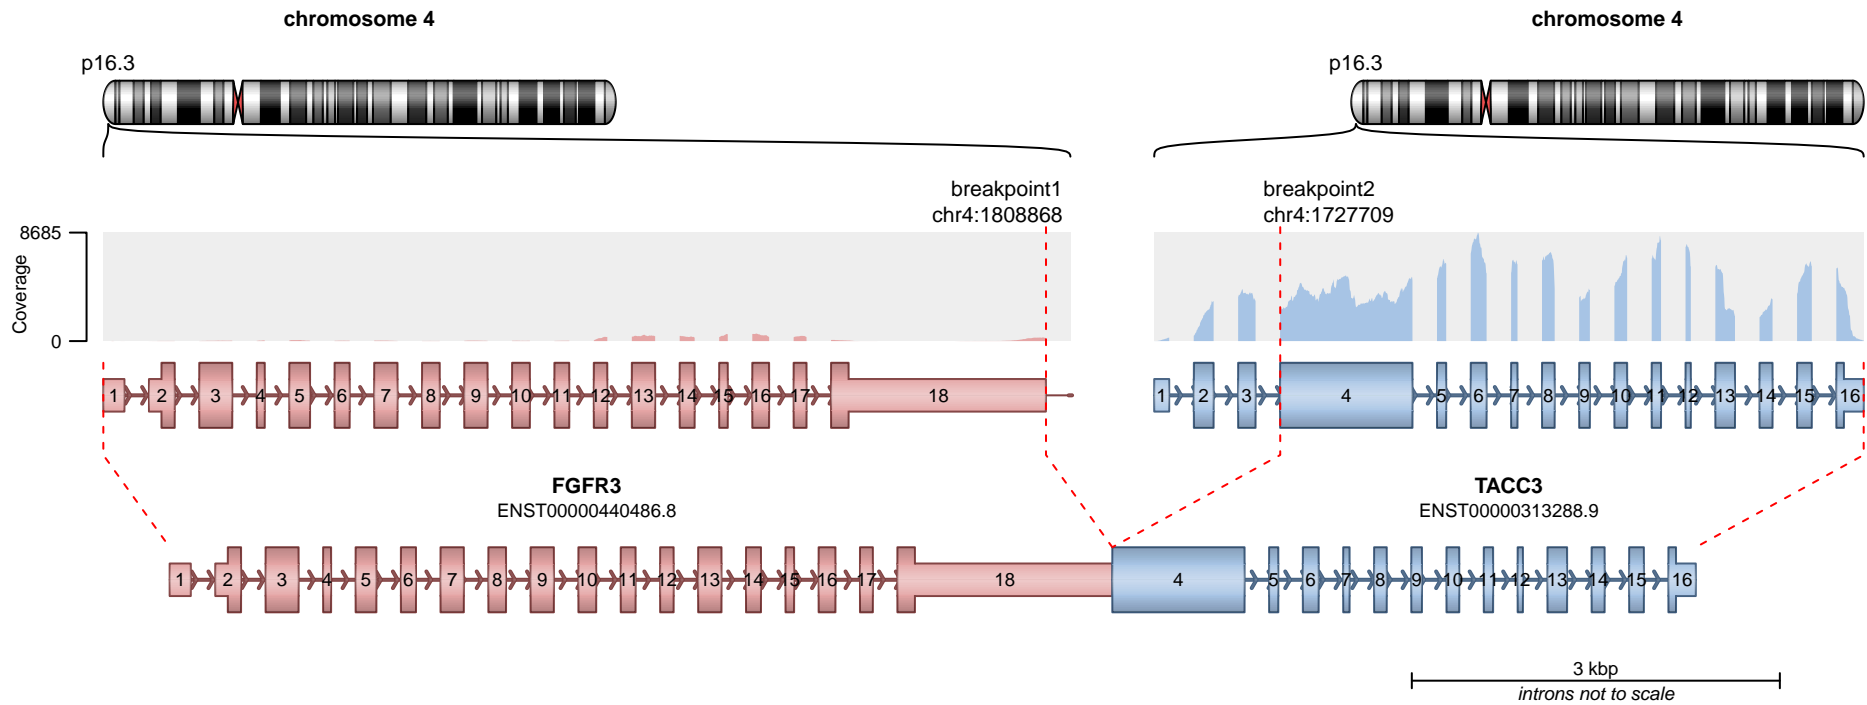 chromosome 4
chromosome 4
p16.3
p16.3
breakpoint1
chr4:1808868
breakpoint2
chr4:1727709
8685
Coverage
0
1 2 3 4 5 6 7 8 9 10 11 12 13 14 15 16 17 18
1 2 3 4 5 6 7 8 9 10 11 12 13 14 15 16
FGFR3
ENST00000440486.8
TACC3
ENST00000313288.9
1 2 3 4 5 6 7 8 9 10 11 12 13 14 15 16 17 18 4 5 6 7 8 9 10 11 12 13 14 15 16
3 kbp
introns not to scale